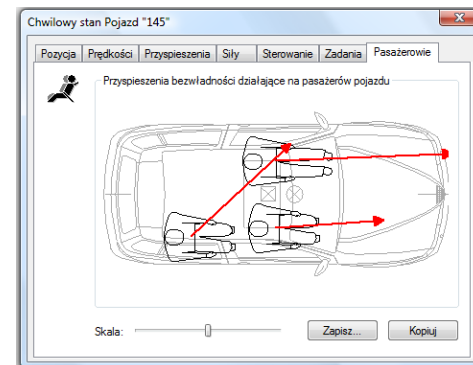 Chwilowy stan Pojazd "145"
Pozycja Prędkości Przyspieszenia Siły Sterowanie Zadania Pasażerowie
Przyspieszenia bezwładności działające na pasażerów pojazdu
Skala: Zapisz... Kopiuj